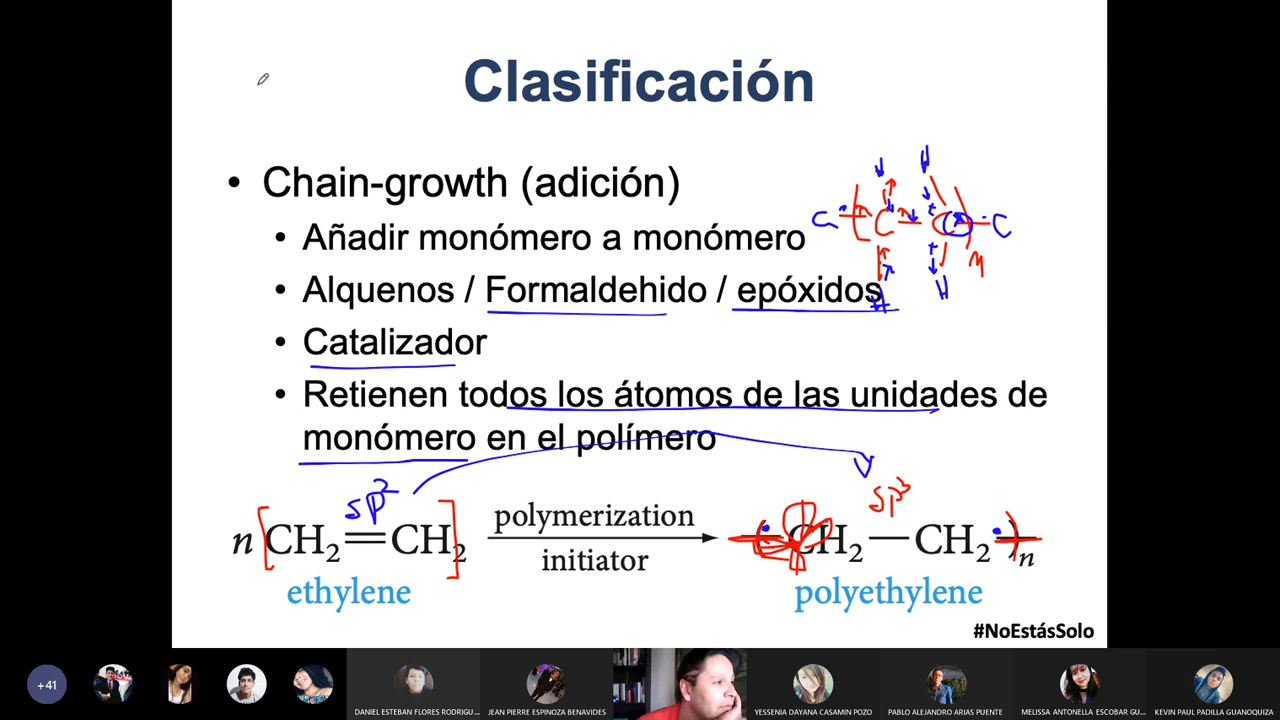 Clasificación
• Chain-growth (adición)
• Añadir monómero a monómero
• Alquenos / Formaldehido / epóxidos
• Catalizador
• Retienen todos los átomos de las unidades de
monómero en el polímero
H
C C C C
n
H H
sp²
sp³
n[CH₂=CH₂] polymerization initiator (CH₂—CH₂)ₙ
ethylene
polyethylene
#NoEstásSolo
+41
DANIEL ESTEBAN FLORES RODRIGU...
JEAN PIERRE ESPINOZA BENAVIDES
YESSENIA DAYANA CASAMIN POZO
PABLO ALEJANDRO ARIAS PUENTE
MELISSA ANTONELLA ESCOBAR GU...
KEVIN PAUL PADILLA GUANOQUIZA